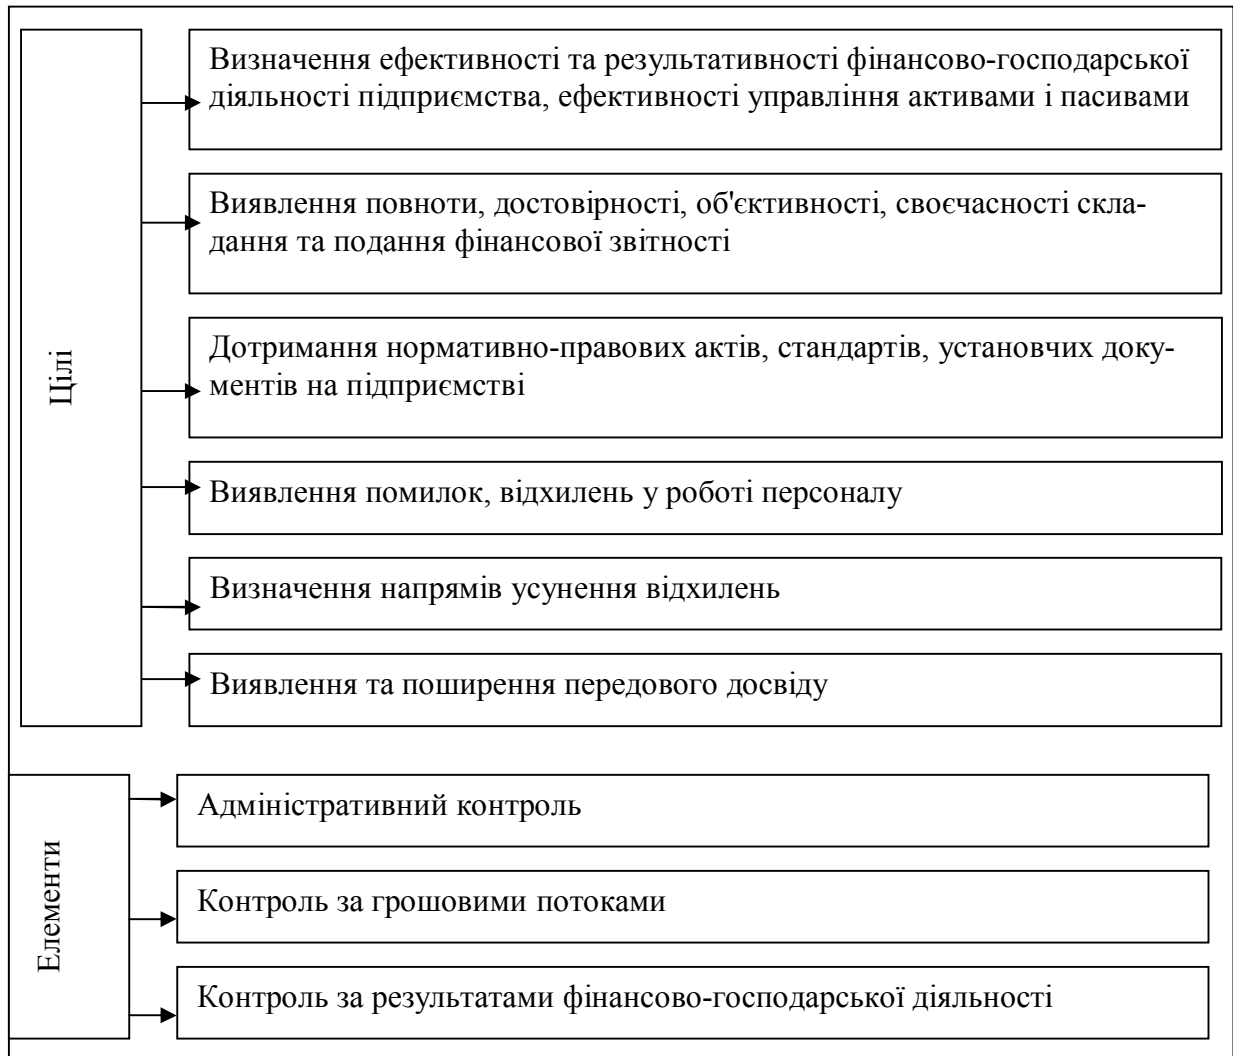 Цілі
Визначення ефективності та результативності фінансово-господарської
діяльності підприємства, ефективності управління активами і пасивами
Виявлення повноти, достовірності, об'єктивності, своєчасності скла-
дання та подання фінансової звітності
Дотримання нормативно-правових актів, стандартів, установчих доку-
ментів на підприємстві
Виявлення помилок, відхилень у роботі персоналу
Визначення напрямів усунення відхилень
Виявлення та поширення передового досвіду
Елементи
Адміністративний контроль
Контроль за грошовими потоками
Контроль за результатами фінансово-господарської діяльності